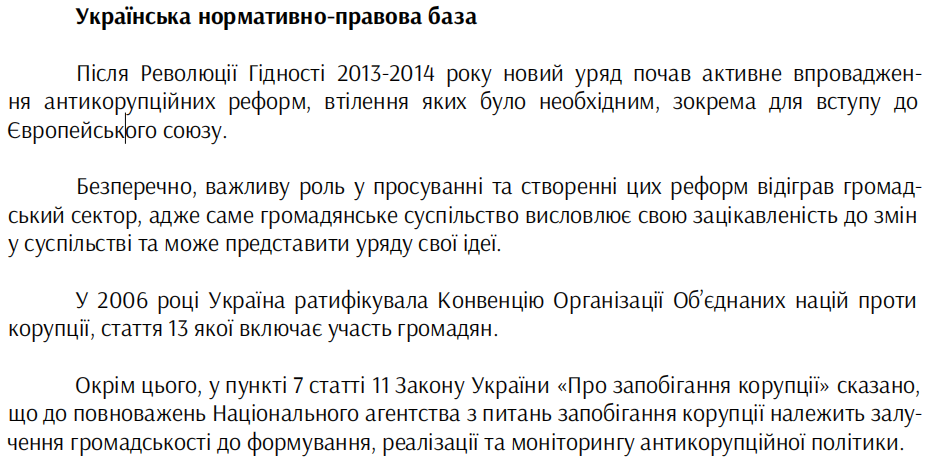 Українська нормативно-правова база
Після Революції Гідності 2013-2014 року новий уряд почав активне впроваджен-
ня антикорупційних реформ, втілення яких було необхідним, зокрема для вступу до
Європейського союзу.
Безперечно, важливу роль у просуванні та створенні цих реформ відіграв громад-
ський сектор, адже саме громадянське суспільство висловлює свою зацікавленість до змін
у суспільстві та може представити уряду свої ідеї.
У 2006 році Україна ратифікувала Конвенцію Організації Об’єднаних націй проти
корупції, стаття 13 якої включає участь громадян.
Окрім цього, у пункті 7 статті 11 Закону України «Про запобігання корупції» сказано,
що до повноважень Національного агентства з питань запобігання корупції належить залу-
чення громадськості до формування, реалізації та моніторингу антикорупційної політики.